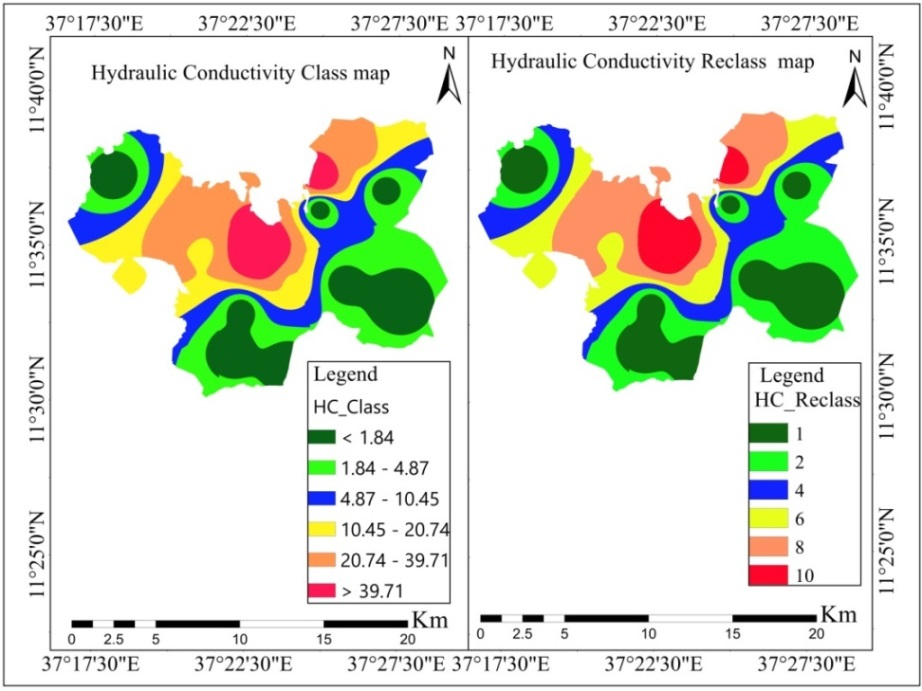 37°17'30"E 37°22'30"E 37°27'30"E 37°17'30"E 37°22'30"E 37°27'30"E
Hydraulic Conductivity Class map
N
Hydraulic Conductivity Reclass map
N
11°40'0"N
11°35'0"N
11°30'0"N
11°25'0"N
Legend
HC_Class
< 1.84
1.84 - 4.87
4.87 - 10.45
10.45 - 20.74
20.74 - 39.71
> 39.71
Km
0 2.5 5 10 15 20
Legend
HC_Reclass
1
2
4
6
8
10
Km
0 2.5 5 10 15 20
11°40'0"N
11°35'0"N
11°30'0"N
11°25'0"N
37°17'30"E 37°22'30"E 37°27'30"E 37°17'30"E 37°22'30"E 37°27'30"E